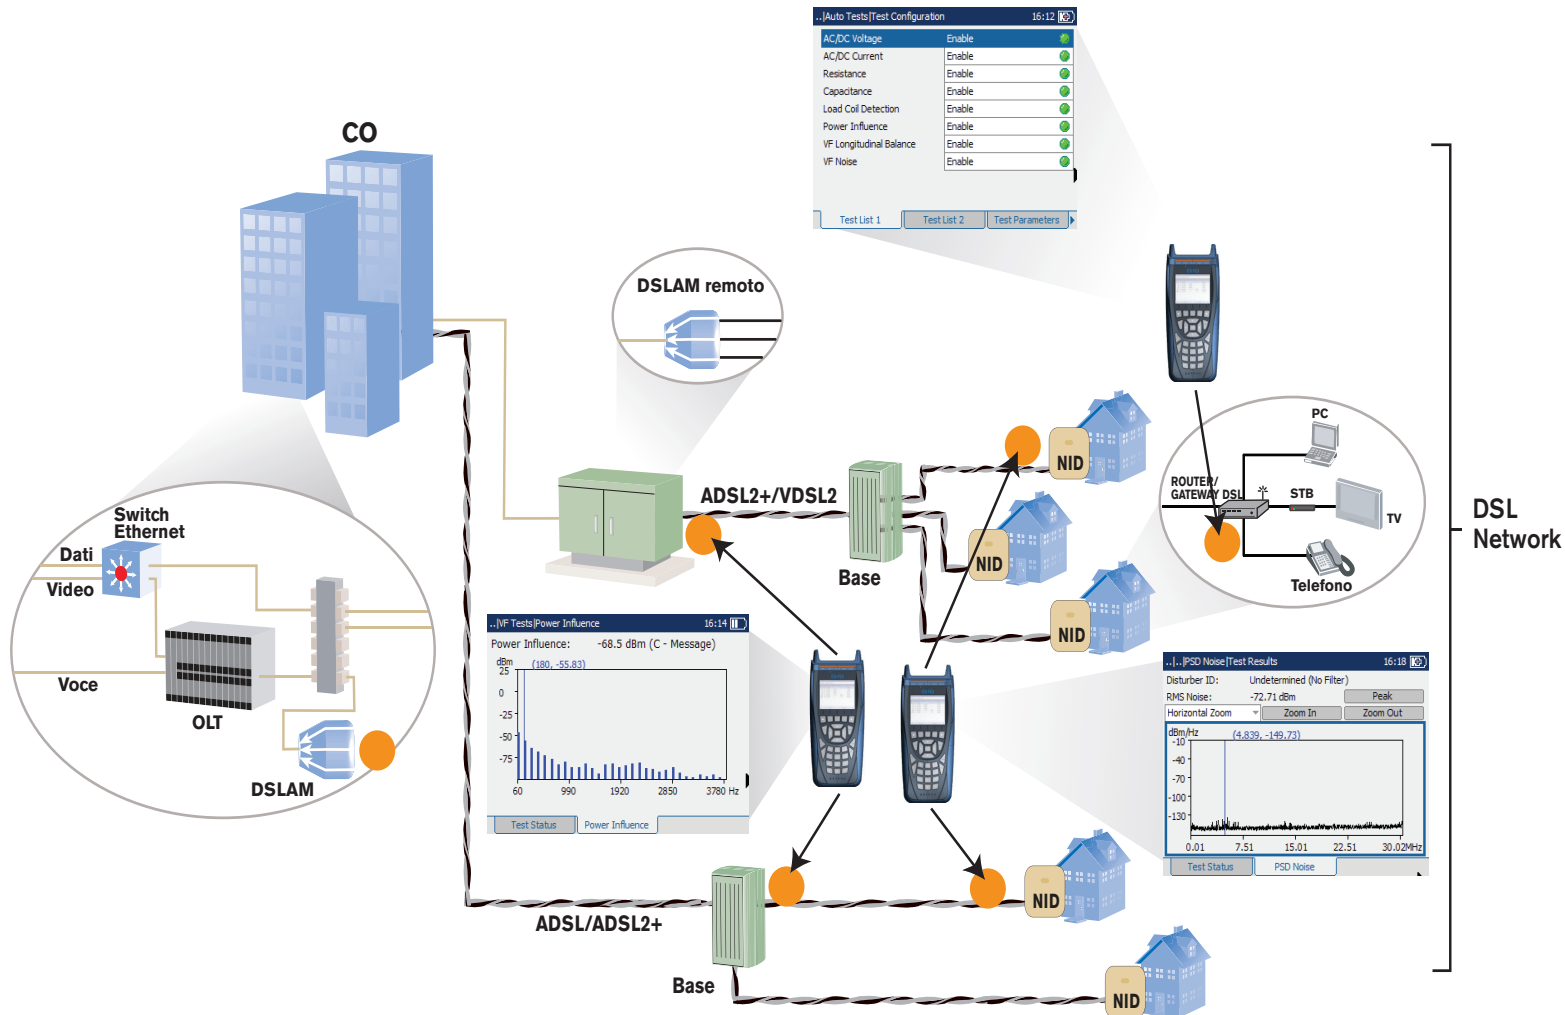 ..|Auto Tests|Test Configuration 16:12
AC/DC Voltage Enable
AC/DC Current Enable
Resistance Enable
Capacitance Enable
Load Coil Detection Enable
Power Influence Enable
VF Longitudinal Balance Enable
VF Noise Enable
Test List 1 Test List 2 Test Parameters
CO
DSLAM remoto
PC
ROUTER/
GATEWAY DSL
STB
TV
Telefono
DSL
Network
NID
NID
NID
ADSL2+/VDSL2
Base
Switch
Ethernet
Dati
Video
Voce
OLT
DSLAM
..|VF Tests|Power Influence 16:14
Power Influence: -68.5 dBm (C - Message)
dBm (180, -55.83)
25
0
-25
-50
-75
60 990 1920 2850 3780 Hz
Test Status Power Influence
..|..|PSD Noise|Test Results 16:18
Disturber ID: Undetermined (No Filter)
RMS Noise: -72.71 dBm Peak
Horizontal Zoom Zoom In Zoom Out
dBm/Hz (4.839, -149.73)
-10
-40
-70
-100
-130
0.01 7.51 15.01 22.51 30.02MHz
Test Status PSD Noise
ADSL/ADSL2+
NID
Base
NID